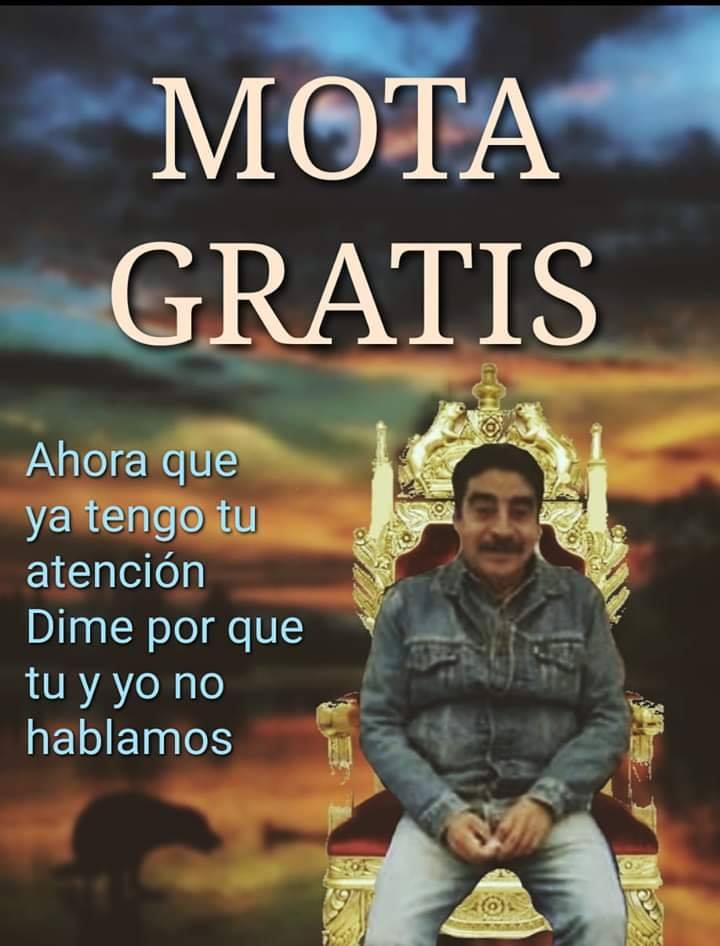 MOTA
GRATIS
Ahora que
ya tengo tu
atención
Dime por que
tu y yo no
hablamos